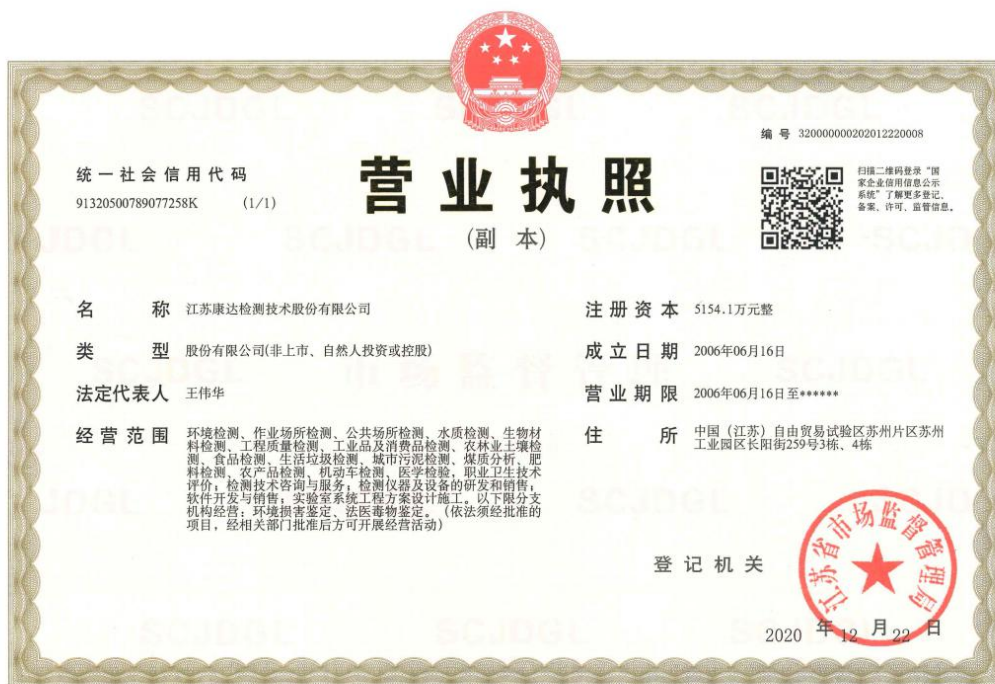 编 号 320000000202012220008
统一社会信用代码
91320500789077258K (1/1)
营业执照
(副 本)
扫描二维码登录“国
家企业信用信息公示
系统”了解更多登记、
备案、许可、监管信息。
名 称 江苏康达检测技术股份有限公司
类 型 股份有限公司(非上市、自然人投资或控股)
法定代表人 王伟华
经营范围 环境检测、作业场所检测、公共场所检测、水质检测、生物材
料检测、工程质量检测、工业品及消费品检测、农林业土壤检
测、食品检测、生活垃圾检测、城市污泥检测、煤质分析、肥
料检测、农产品检测、机动车检测、医学检验、职业卫生技术
评价；检测技术咨询与服务；检测仪器及设备的研发和销售；
软件开发与销售；实验室系统工程方案设计施工。以下限分支
机构经营：环境损害鉴定、法医毒物鉴定。（依法须经批准的
项目，经相关部门批准后方可开展经营活动）
注册资本 5154.1万元整
成立日期 2006年06月16日
营业期限 2006年06月16日至******
住 所 中国（江苏）自由贸易试验区苏州片区苏州
工业园区长阳街259号3栋、4栋
登记机关
江苏省市场监督管理局
2020 年 12 月 22 日
SCJDGL